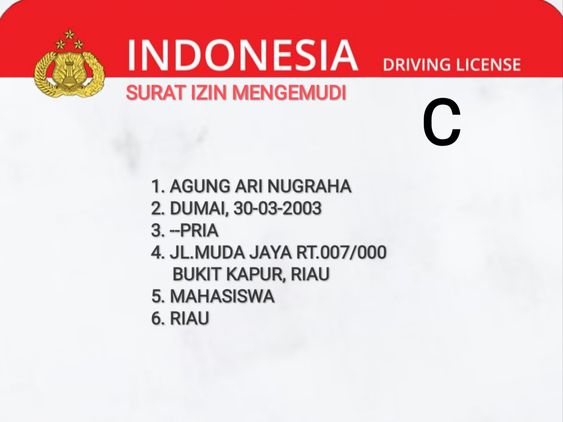 INDONESIA DRIVING LICENSE
SURAT IZIN MENGEMUDI
C
1. AGUNG ARI NUGRAHA
2. DUMAI, 30-03-2003
3. --PRIA
4. JL.MUDA JAYA RT.007/000
BUKIT KAPUR, RIAU
5. MAHASISWA
6. RIAU